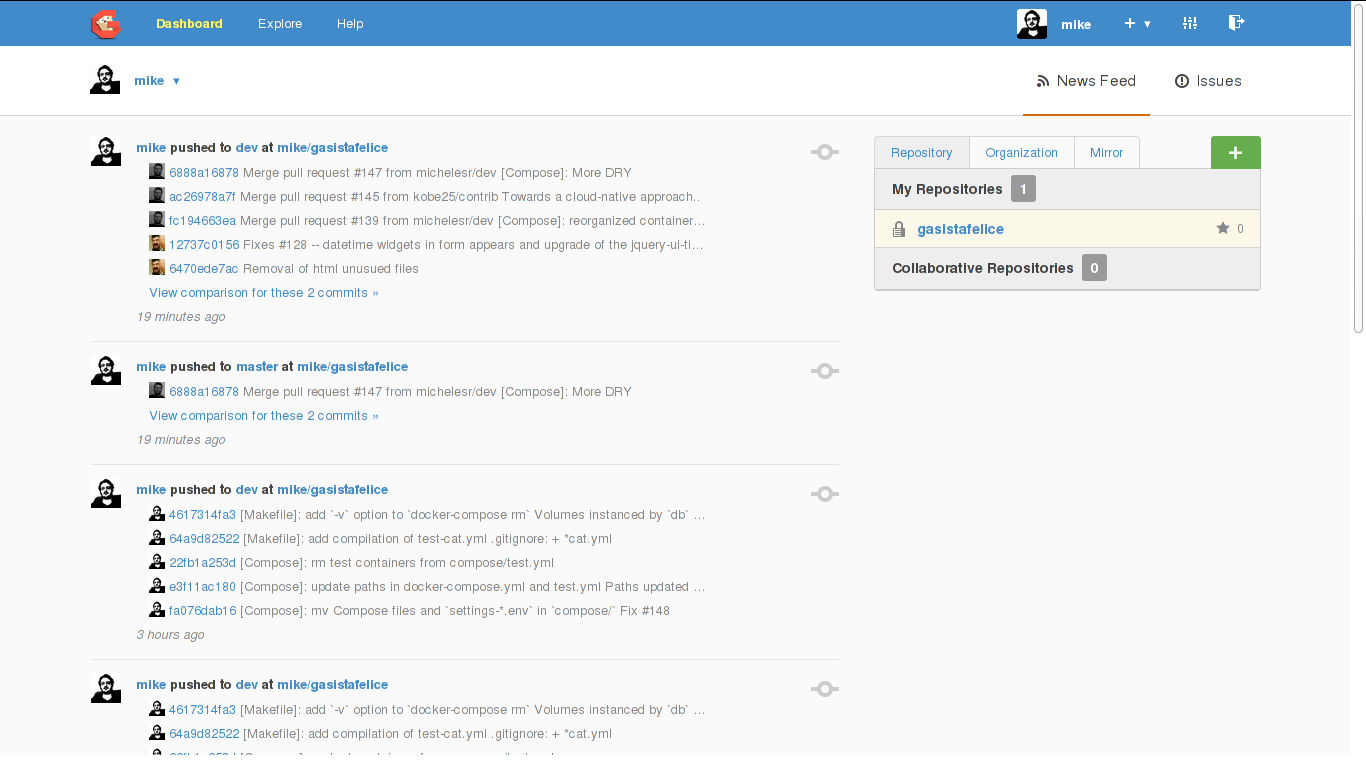 Dashboard Explore Help mike
mike News Feed Issues
mike pushed to dev at mike/gasistafelice
6888a16878 Merge pull request #147 from michelesr/dev [Compose]: More DRY
ac26978a7f Merge pull request #145 from kobe25/contrib Towards a cloud-native approach..
fc194663ea Merge pull request #139 from michelesr/dev [Compose]: reorganized container…
12737c0156 Fixes #128 -- datetime widgets in form appears and upgrade of the jquery-ui-ti…
6470ede7ac Removal of html unusued files
View comparison for these 2 commits »
19 minutes ago
mike pushed to master at mike/gasistafelice
6888a16878 Merge pull request #147 from michelesr/dev [Compose]: More DRY
View comparison for these 2 commits »
19 minutes ago
mike pushed to dev at mike/gasistafelice
4617314fa3 [Makefile]: add `-v` option to `docker-compose rm` Volumes instanced by `db` …
64a9d82522 [Makefile]: add compilation of test-cat.yml .gitignore: + *cat.yml
22fb1a253d [Compose]: rm test containers from compose/test.yml
e3f11ac180 [Compose]: update paths in docker-compose.yml and test.yml Paths updated …
fa076dab16 [Compose]: mv Compose files and `settings-*.env` in `compose/` Fix #148
3 hours ago
mike pushed to dev at mike/gasistafelice
4617314fa3 [Makefile]: add `-v` option to `docker-compose rm` Volumes instanced by `db` …
64a9d82522 [Makefile]: add compilation of test-cat.yml .gitignore: + *cat.yml
Repository Organization Mirror
My Repositories 1
gasistafelice 0
Collaborative Repositories 0